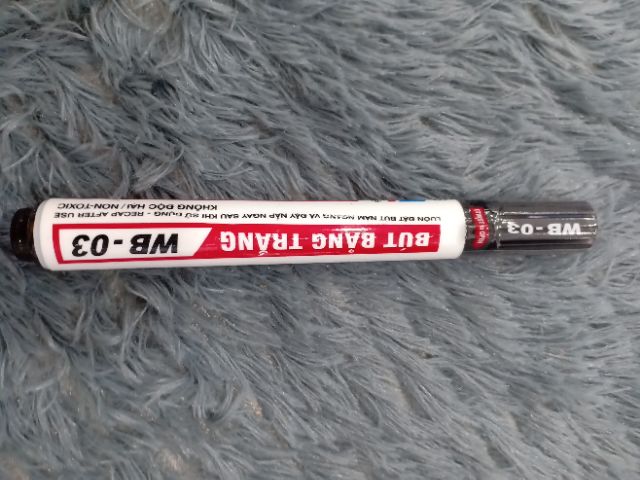 BÚT BẢNG TRẮNG WB - 03
LUÔN ĐẶT BÚT NẰM NGANG VÀ ĐẬY NẮP NGAY SAU KHI SỬ DỤNG - RECAP AFTER USE
KHÔNG ĐỘC HẠI / NON-TOXIC
WB - 03